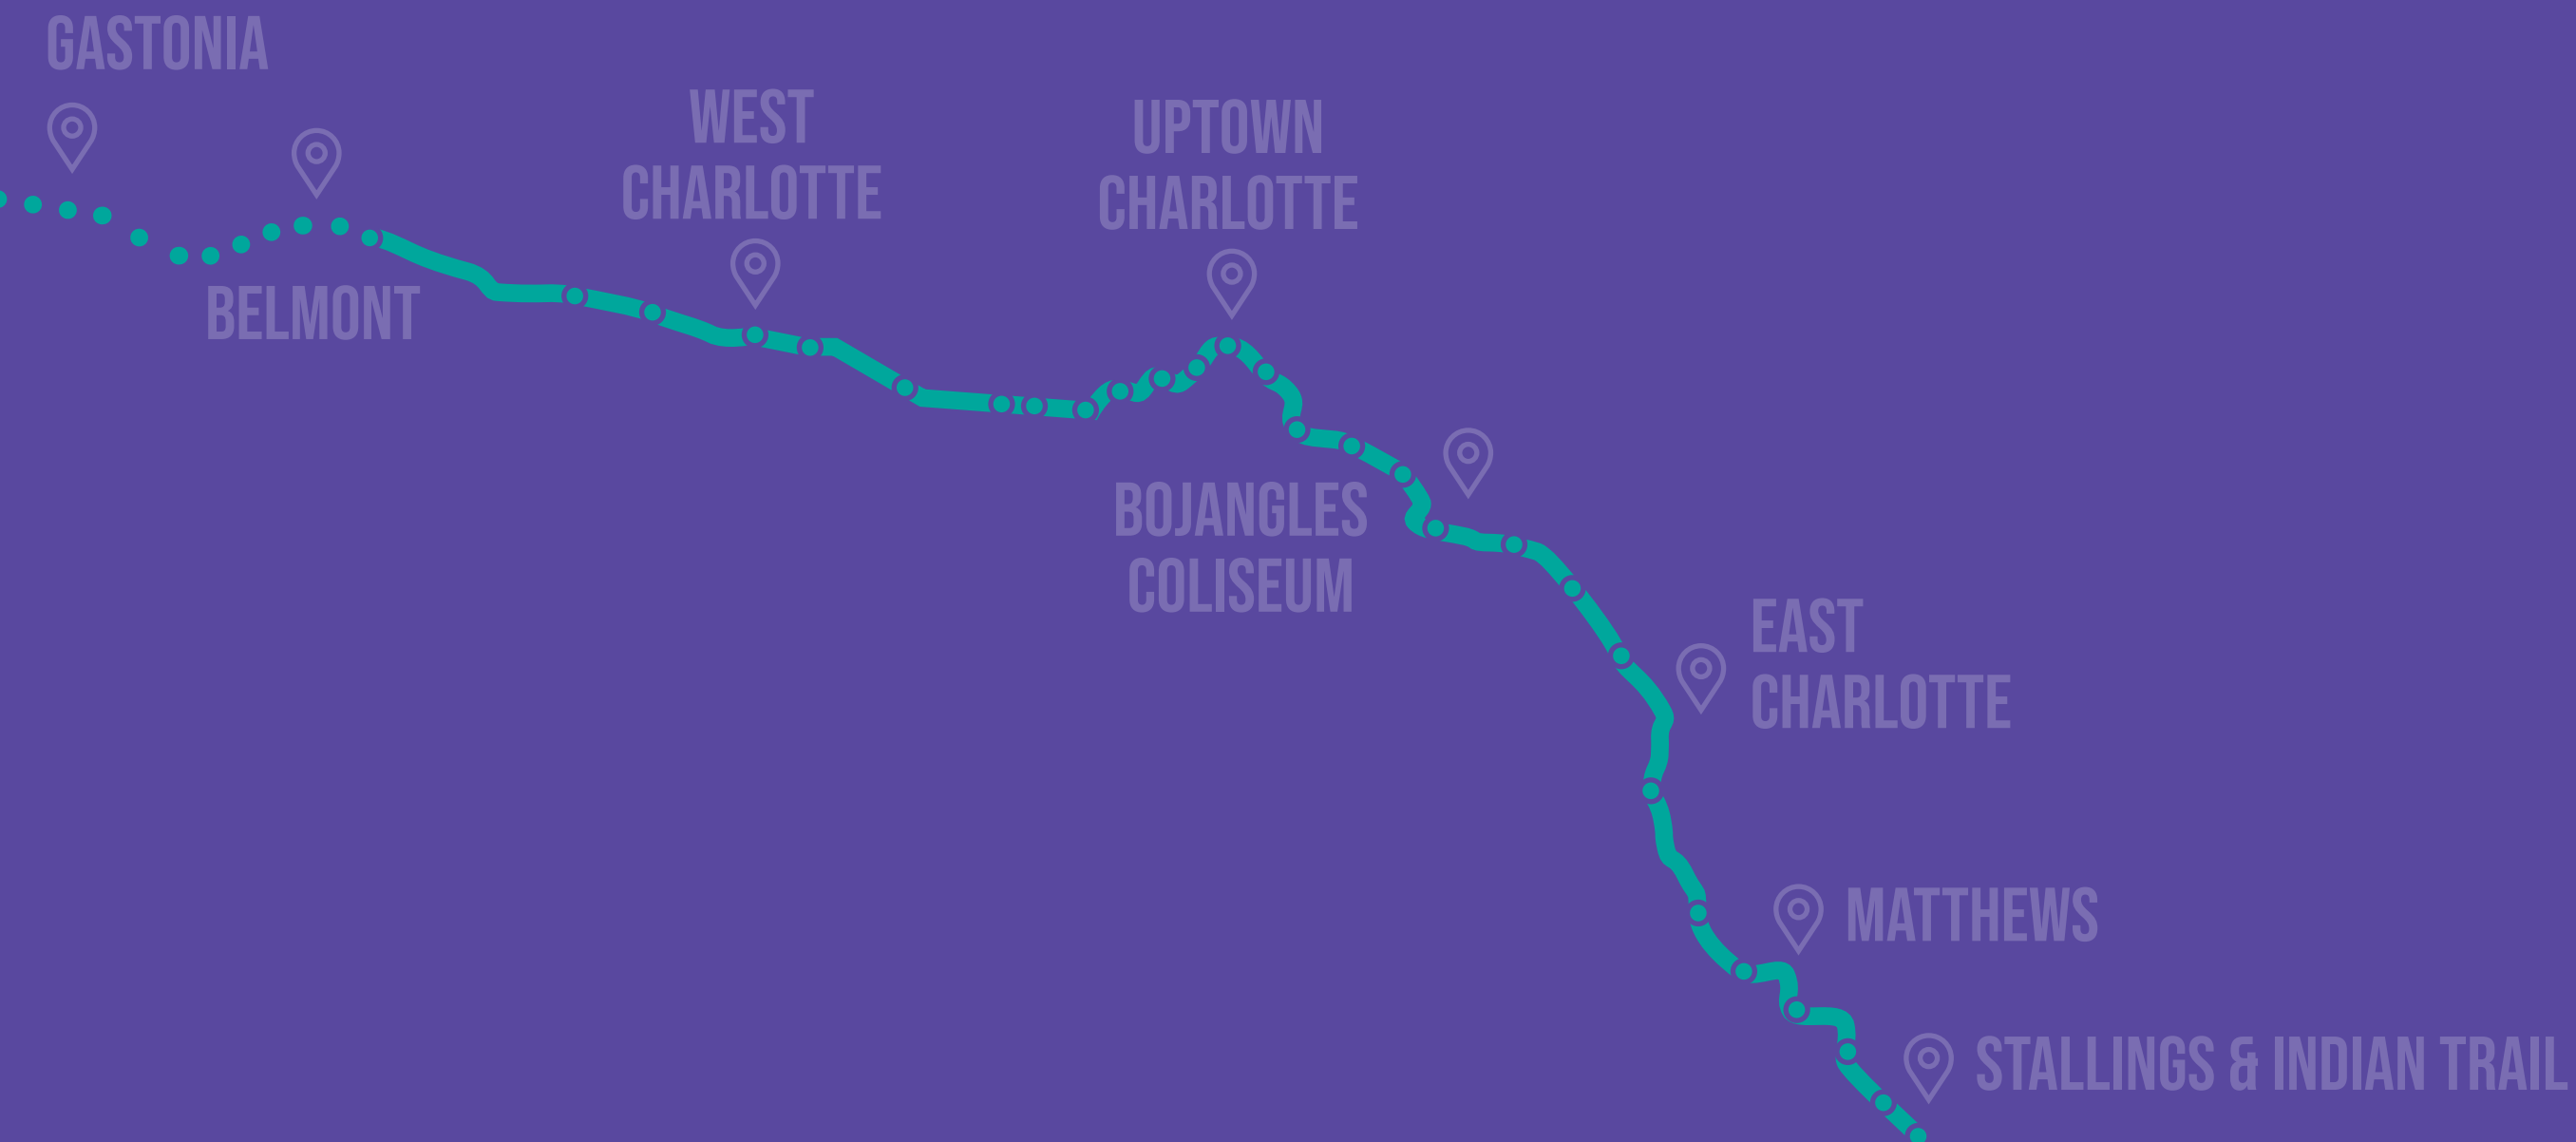 GASTONIA
BELMONT
WEST
CHARLOTTE
UPTOWN
CHARLOTTE
BOJANGLES
COLISEUM
EAST
CHARLOTTE
MATTHEWS
STALLINGS & INDIAN TRAIL